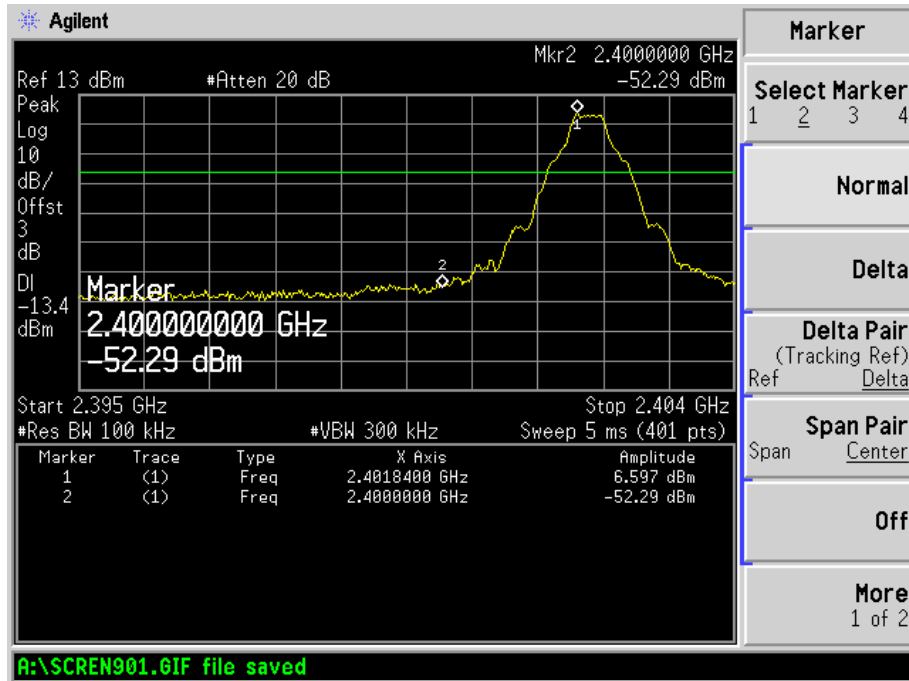 Agilent
Marker
Mkr2 2.4000000 GHz
Ref 13 dBm #Atten 20 dB -52.29 dBm
Peak
Log
10
dB/
Offst
3
dB
DI
-13.4
dBm
1
2
Marker
2.400000000 GHz
-52.29 dBm
Start 2.395 GHz Stop 2.404 GHz
#Res BW 100 kHz #VBW 300 kHz Sweep 5 ms (401 pts)
Marker Trace Type X Axis Amplitude
1 (1) Freq 2.4018400 GHz 6.597 dBm
2 (1) Freq 2.4000000 GHz -52.29 dBm
Select Marker
1 2 3 4
Normal
Delta
Delta Pair
(Tracking Ref)
Ref Delta
Span Pair
Span Center
Off
More
1 of 2
A:\SCREN901.GIF file saved